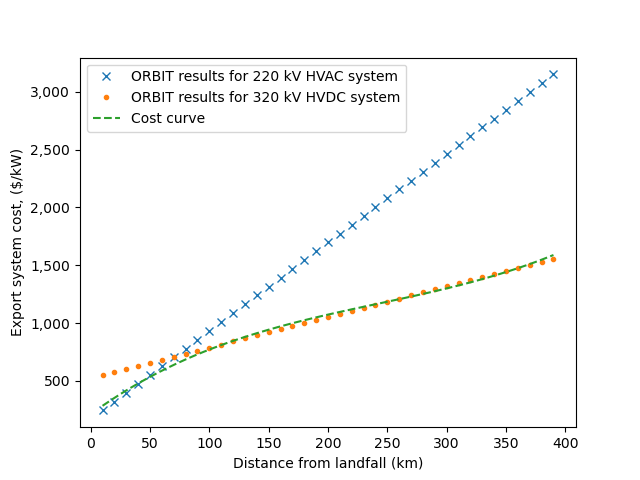 ORBIT results for 220 kV HVAC system
ORBIT results for 320 kV HVDC system
Cost curve
3,000
2,500
2,000
1,500
1,000
500
Export system cost, ($/kW)
0 50 100 150 200 250 300 350 400
Distance from landfall (km)